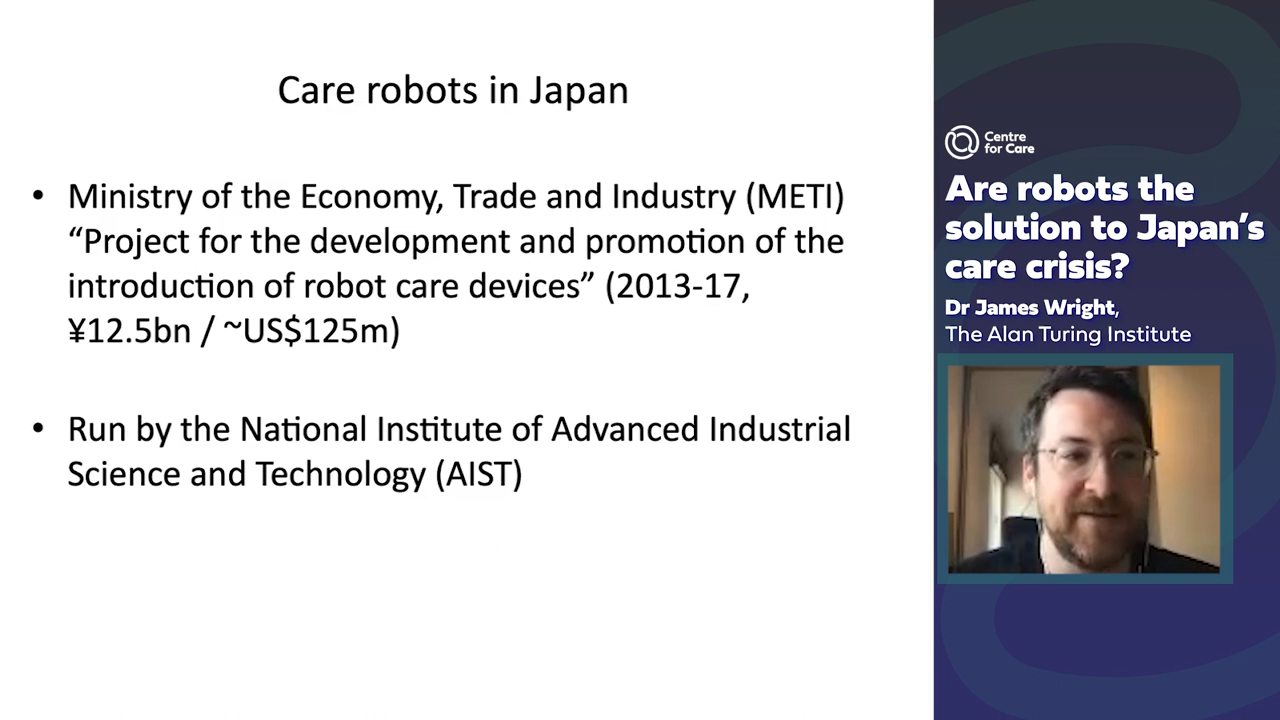 Care robots in Japan
• Ministry of the Economy, Trade and Industry (METI)
“Project for the development and promotion of the
introduction of robot care devices” (2013-17,
¥12.5bn / ~US$125m)
• Run by the National Institute of Advanced Industrial
Science and Technology (AIST)
Centre
for Care
Are robots the
solution to Japan’s
care crisis?
Dr James Wright,
The Alan Turing Institute